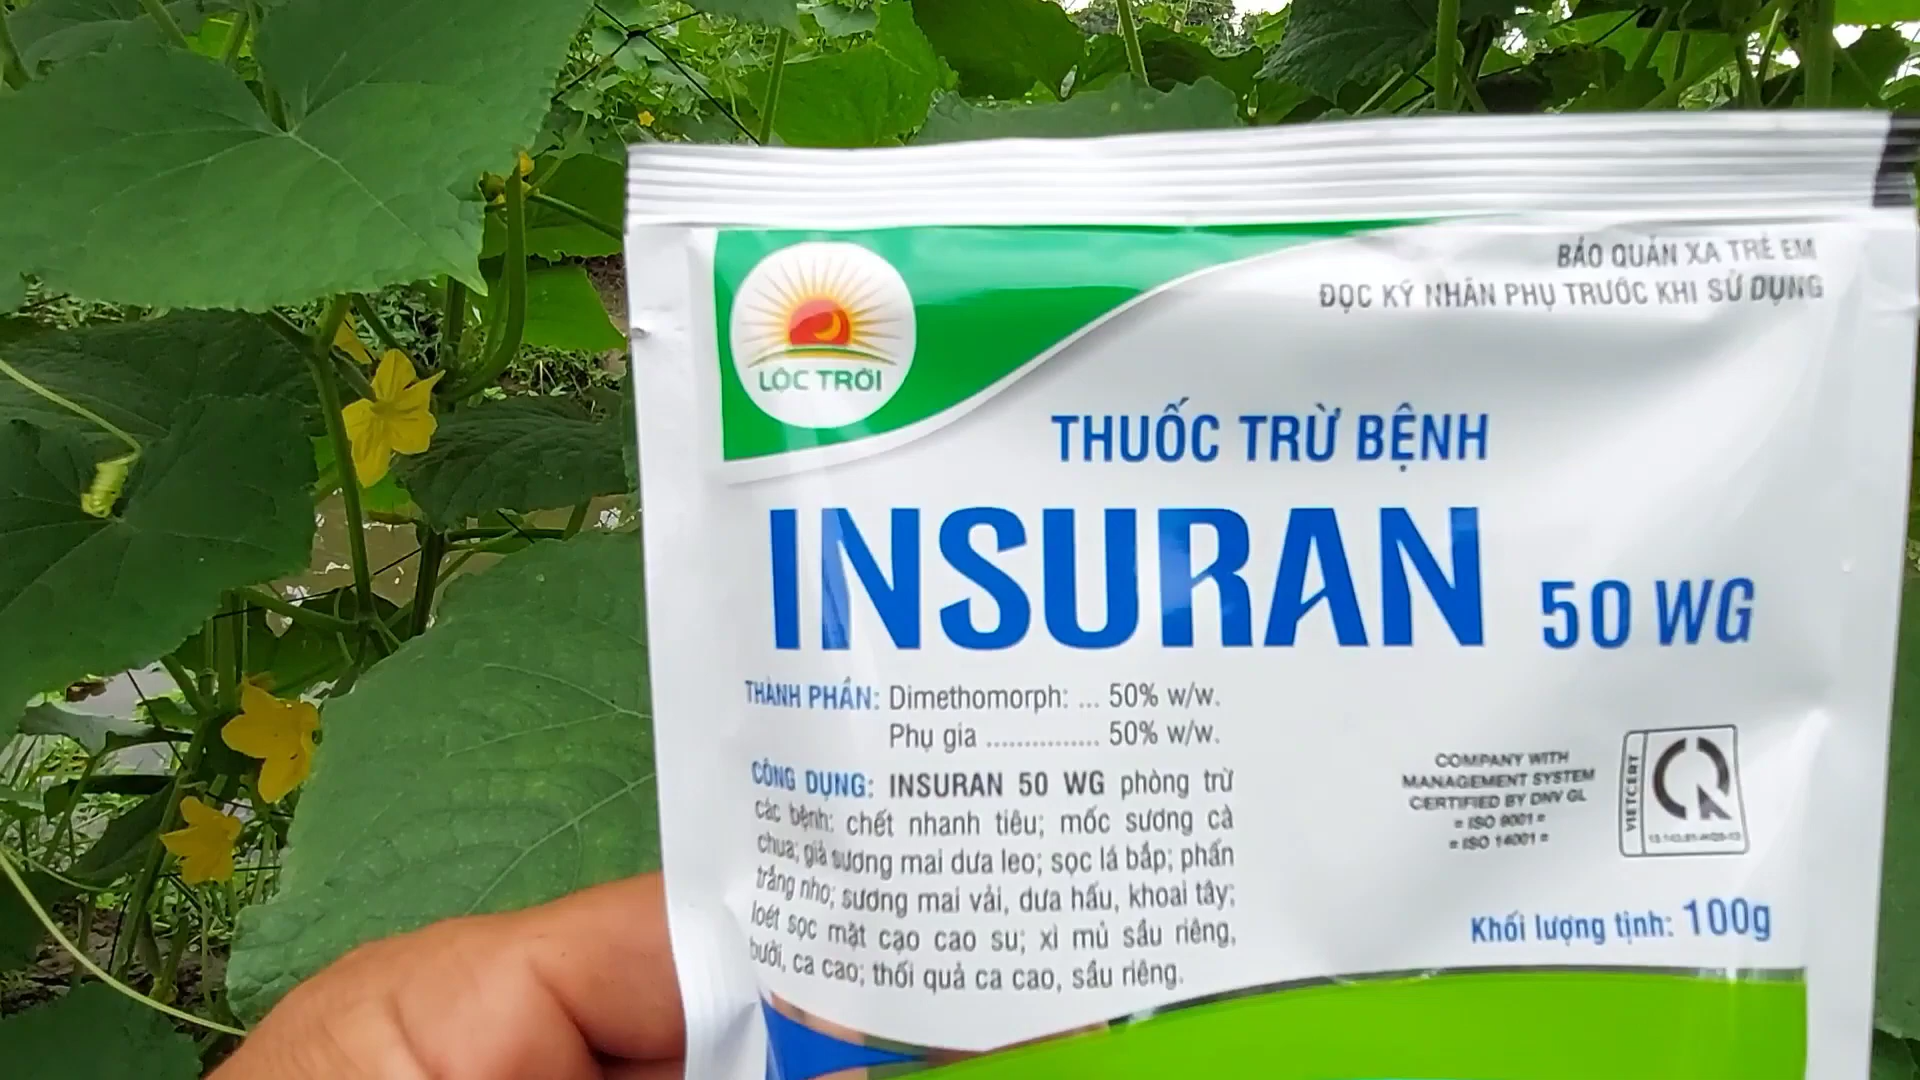 BẢO QUẢN XA TRẺ EM
ĐỌC KỸ NHÃN PHỤ TRƯỚC KHI SỬ DỤNG
LỘC TRỜI
THUỐC TRỪ BỆNH
INSURAN 50 WG
THÀNH PHẦN: Dimethomorph: ... 50% w/w.
Phụ gia ............... 50% w/w.
CÔNG DỤNG: INSURAN 50 WG phòng trừ
các bệnh: chết nhanh tiêu; mốc sương cà
chua; giả sương mai dưa leo; sọc lá bắp; phấn
trắng nho; sương mai vải, dưa hấu, khoai tây;
loét sọc mặt cạo cao su; xì mủ sầu riêng,
bưởi, ca cao; thối quả ca cao, sầu riêng.
COMPANY WITH
MANAGEMENT SYSTEM
CERTIFIED BY DNV GL
= ISO 9001 =
= ISO 14001 =
VIETCERT
Khối lượng tịnh: 100g